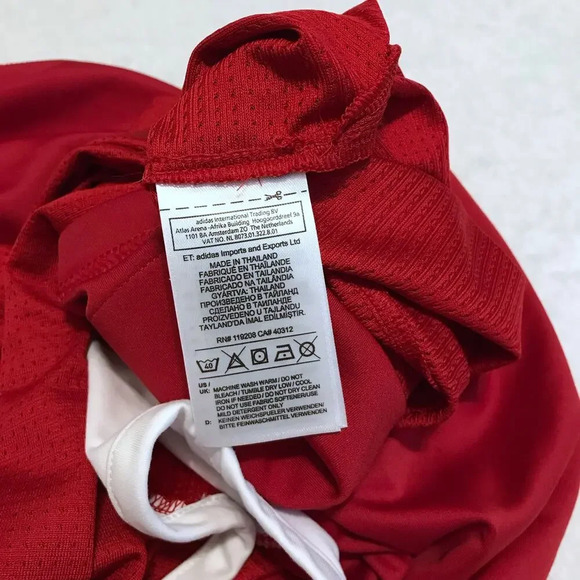 adidas International Trading BV
Atlas Arena -Afrika Building Hoogoorddreef 9a
1101 BA Amsterdam ZO The Netherlands
VAT NO. NL 8073.01.322.B.01
ET: adidas Imports and Exports Ltd
MADE IN THAILAND
FABRIQUÉ EN THAÏLANDE
FABRICADO EN TAILANDIA
FABRICADO NA TAILÂNDIA
GYÁRTVA: THAIFÖLD
ПРОИЗВЕДЕНО В ТАИЛАНД
СДЕЛАНО В ТАИЛАНДЕ
PROIZVEDENO U TAJLANDU
TAYLAND'DA İMAL EDİLMİŞTİR.
RN# 119208 CA# 40312
40
US / UK: MACHINE WASH WARM / DO NOT
BLEACH / TUMBLE DRY LOW / COOL
IRON IF NEEDED / DO NOT DRY CLEAN
DO NOT USE FABRIC SOFTENER/USE
MILD DETERGENT ONLY
D: KEINEN WEICHSPUELER VERWENDEN/
BITTE FEINWASCHMITTEL VERWENDEN